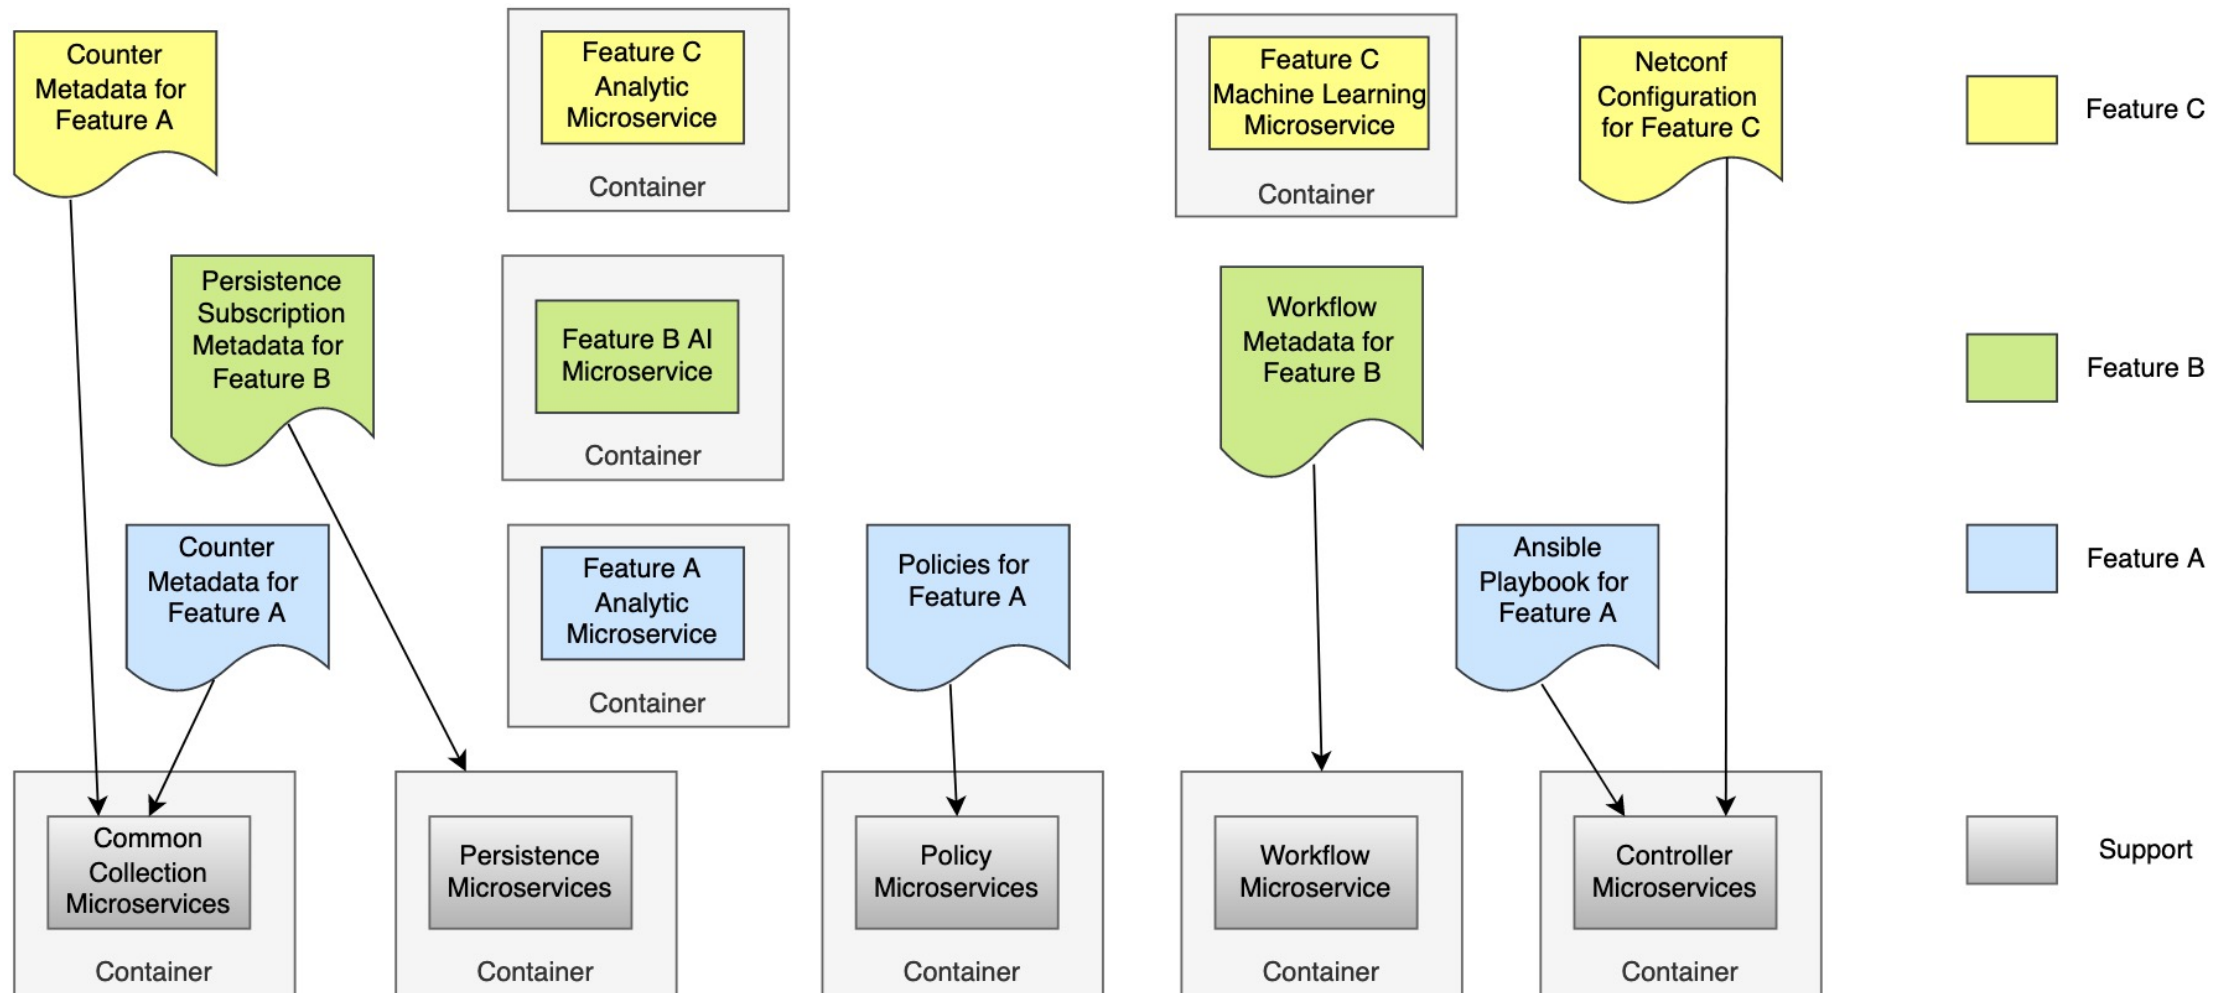 Counter
Metadata for
Feature A
Feature C
Analytic
Microservice
Container
Feature C
Machine Learning
Microservice
Container
Netconf
Configuration
for Feature C
Feature C
Persistence
Subscription
Metadata for
Feature B
Feature B AI
Microservice
Container
Workflow
Metadata for
Feature B
Feature B
Counter
Metadata for
Feature A
Feature A
Analytic
Microservice
Container
Policies for
Feature A
Ansible
Playbook for
Feature A
Feature A
Common
Collection
Microservices
Container
Persistence
Microservices
Container
Policy
Microservices
Container
Workflow
Microservice
Container
Controller
Microservices
Container
Support